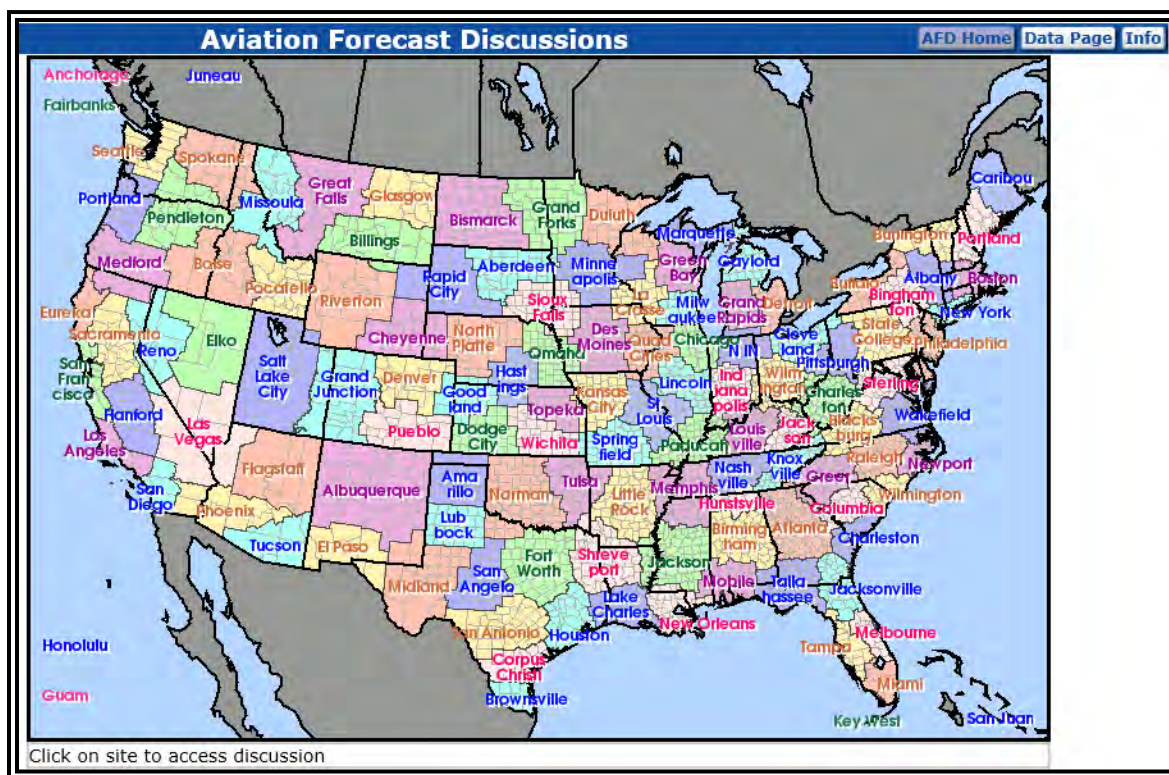 Aviation Forecast Discussions
AFD Home
Data Page
Info
Anchorage
Juneau
Fairbanks
Caribou
Seattle
Spokane
Great
Falls
Glasgow
Portland
Missoula
Pendleton
Billings
Bismarck
Grand
Forks
Duluth
Marquette
Burlington
Portland
Medford
Boise
Pocatello
Riverton
Rapid
City
Aberdeen
Minne
apolis
Green
Bay
Gaylord
Albany
Boston
Buffalo
Bingham
ton
New York
Eureka
Sacramento
Reno
Elko
Salt
Lake
City
Cheyenne
North
Platte
Sioux
Falls
La
Crosse
Milw
aukee
Grand
Rapids
Detroit
Des
Moines
Quad
Cities
Chicago
N IN
Cleve
land
State
College
Philadelphia
Pittsburgh
San
Fran
cisco
Hanford
Las
Vegas
Grand
Junction
Denver
Good
land
Hast
ings
Omaha
Topeka
Kansas
City
Lincoln
St
Louis
Ind
iana
polis
Wilm
ington
Charles
ton
Sterling
Wakefield
Los
Angeles
San
Diego
Pueblo
Dodge
City
Wichita
Spring
field
Paducah
Louis
ville
Jack
son
Blacks
burg
Raleigh
Newport
Flagstaff
Albuquerque
Ama
rillo
Norman
Tulsa
Little
Rock
Memphis
Nash
ville
Knox
ville
Greer
Wilmington
Phoenix
Tucson
El Paso
Lub
bock
Hunstsville
Birming
ham
Atlanta
Columbia
Charleston
Midland
San
Angelo
Fort
Worth
Shreve
port
Jackson
Mobile
Talla
hassee
Jacksonville
San Antonio
Houston
Lake
Charles
New Orleans
Tampa
Melbourne
Corpus
Christi
Brownsville
Miami
Key West
San Juan
Honolulu
Guam
Click on site to access discussion